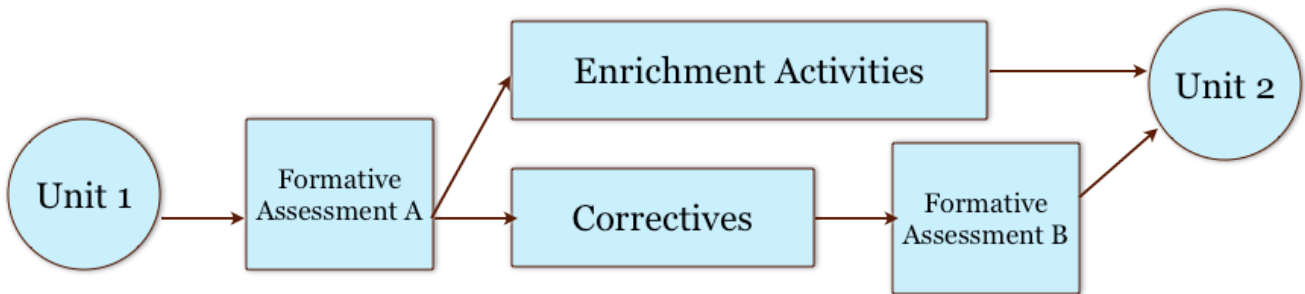 Unit 1
Formative
Assessment A
Enrichment Activities
Correctives
Formative
Assessment B
Unit 2